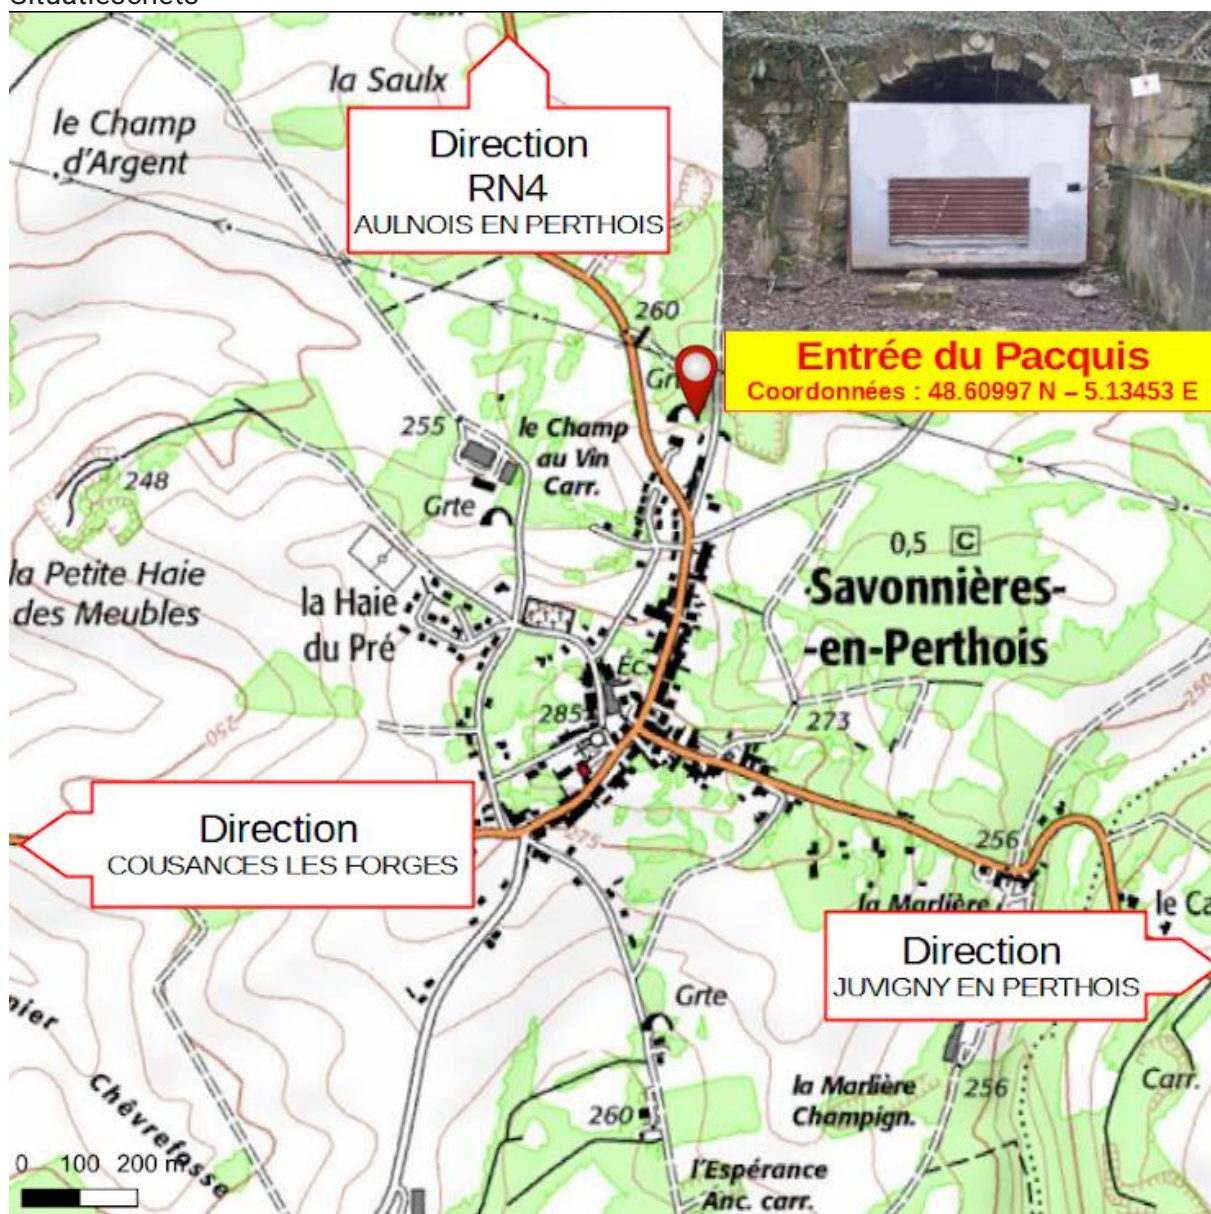 la Saulx
le Champ
d'Argent
Direction
RN4
AULNOIS EN PERTHOIS
260
Entrée du Pacquis
Coordonnées : 48.60997 N – 5.13453 E
255
le Champ
au Vin
Carr.
248
Grte
0,5 C
la Petite Haie
des Meubles
la Haie
du Pré
Savonnières-
-en-Perthois
Éc.
285
273
250
250
Direction
COUSANCES LES FORGES
275
256
la Marlière
le Ca
Direction
JUVIGNY EN PERTHOIS
Grte
nier
Chêvrefosse
la Marlière
Champign.
256
Carr.
260
l'Espérance
Anc. carr.
0 100 200 m